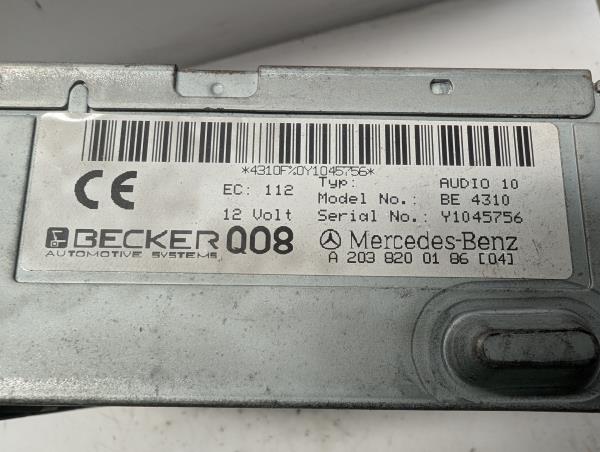 *4310F%0Y1045756*
CE EC: 112 Typ: AUDIO 10
Model No.: BE 4310
12 Volt Serial No.: Y1045756
BECKER Q08 Mercedes-Benz
AUTOMOTIVE SYSTEMS A 203 820 01 86 [04]